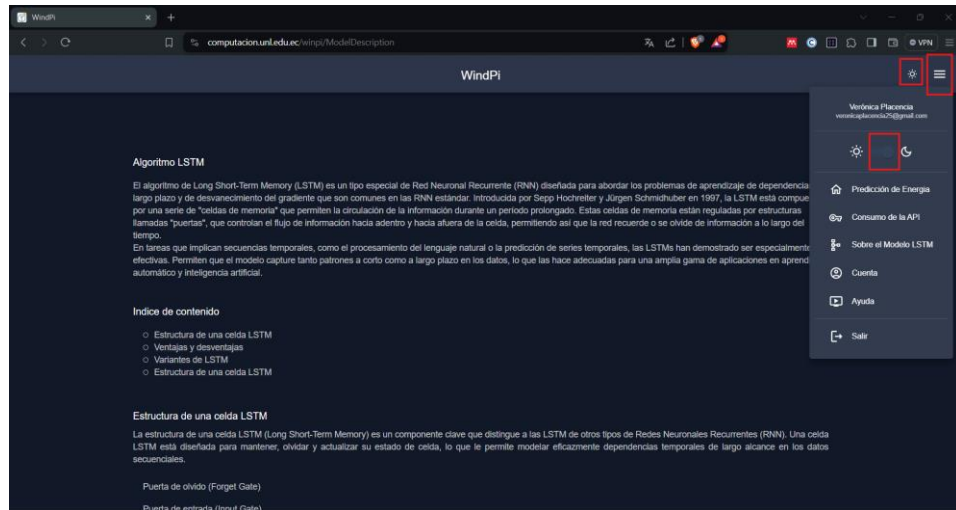 WindPi
computacion.unl.edu.ec/winpi/ModelDescription
VPN
WindPi
Verónica Placencia
veronicaplacencia25@gmail.com
Predicción de Energia
Consumo de la API
Sobre el Modelo LSTM
Cuenta
Ayuda
Salir
Algoritmo LSTM
El algoritmo de Long Short-Term Memory (LSTM) es un tipo especial de Red Neuronal Recurrente (RNN) diseñada para abordar los problemas de aprendizaje de dependencia
largo plazo y de desvanecimiento del gradiente que son comunes en las RNN estándar. Introducida por Sepp Hochreiter y Jürgen Schmidhuber en 1997, la LSTM está compue
por una serie de "celdas de memoria" que permiten la circulación de la información durante un período prolongado. Estas celdas de memoria están reguladas por estructuras
llamadas "puertas", que controlan el flujo de información hacia adentro y hacia afuera de la celda, permitiendo así que la red recuerde o se olvide de información a lo largo del
tiempo.
En tareas que implican secuencias temporales, como el procesamiento del lenguaje natural o la predicción de series temporales, las LSTMs han demostrado ser especialmente
efectivas. Permiten que el modelo capture tanto patrones a corto como a largo plazo en los datos, lo que las hace adecuadas para una amplia gama de aplicaciones en aprend
automático y inteligencia artificial.
Indice de contenido
Estructura de una celda LSTM
Ventajas y desventajas
Variantes de LSTM
Estructura de una celda LSTM
Estructura de una celda LSTM
La estructura de una celda LSTM (Long Short-Term Memory) es un componente clave que distingue a las LSTM de otros tipos de Redes Neuronales Recurrentes (RNN). Una celda
LSTM está diseñada para mantener, olvidar y actualizar su estado de celda, lo que le permite modelar eficazmente dependencias temporales de largo alcance en los datos
secuenciales.
Puerta de olvido (Forget Gate)
Puerta de entrada (Input Gate)